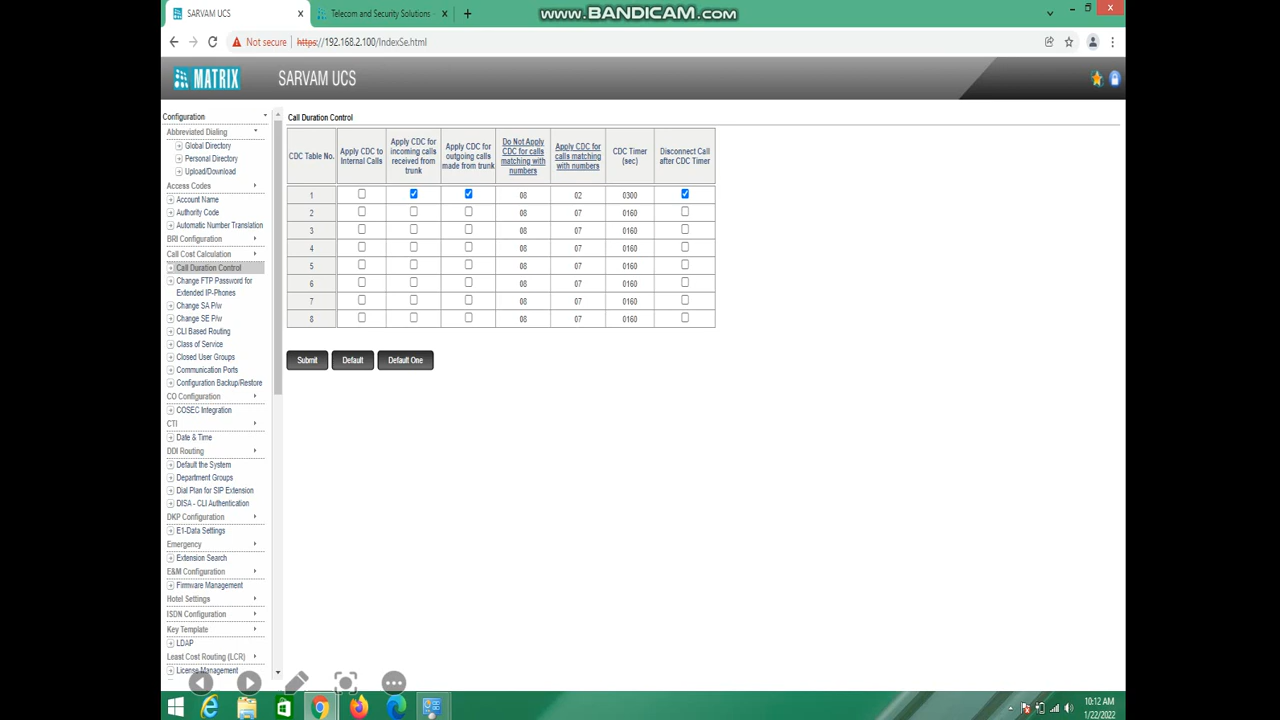 SARVAM UCS
Telecom and Security Solutions
www.BANDICAM.com
Not secure
https://192.168.2.100/IndexSe.html
MATRIX
SARVAM UCS
Configuration
Abbreviated Dialing
Global Directory
Personal Directory
Upload/Download
Access Codes
Account Name
Authority Code
Automatic Number Translation
BRI Configuration
Call Cost Calculation
Call Duration Control
Change FTP Password for
Extended IP-Phones
Change SA P/w
Change SE P/w
CLI Based Routing
Class of Service
Closed User Groups
Communication Ports
Configuration Backup/Restore
CO Configuration
COSEC Integration
CTI
Date & Time
DDI Routing
Default the System
Department Groups
Dial Plan for SIP Extension
DISA - CLI Authentication
DKP Configuration
E1-Data Settings
Emergency
Extension Search
E&M Configuration
Firmware Management
Hotel Settings
ISDN Configuration
Key Template
LDAP
Least Cost Routing (LCR)
License Management
Call Duration Control
CDC Table No.
Apply CDC to
Internal Calls
Apply CDC for
incoming calls
received from
trunk
Apply CDC for
outgoing calls
made from trunk
Do Not Apply
CDC for calls
matching with
numbers
Apply CDC for
calls matching
with numbers
CDC Timer
(sec)
Disconnect Call
after CDC Timer
1 08 02 0300
2 08 07 0160
3 08 07 0160
4 08 07 0160
5 08 07 0160
6 08 07 0160
7 08 07 0160
8 08 07 0160
Submit Default Default One
10:12 AM
1/22/2022